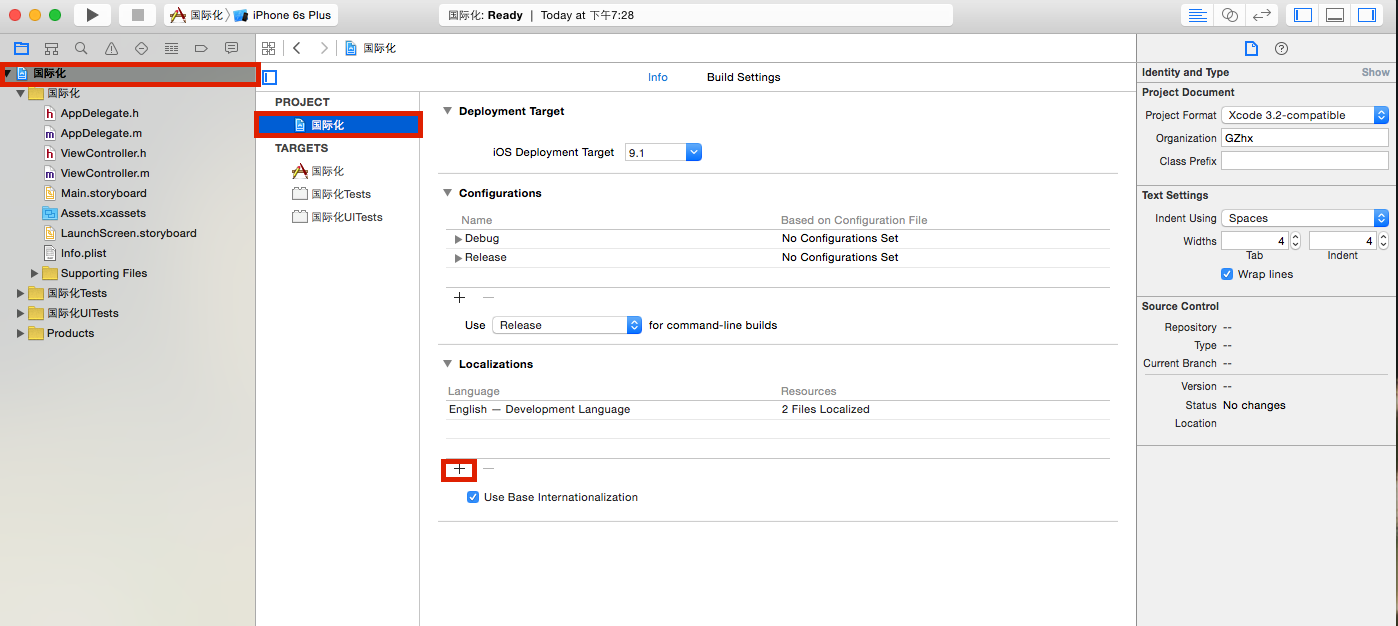 国际化 iPhone 6s Plus
国际化: Ready | Today at 下午7:28
国际化
国际化
国际化
h AppDelegate.h
m AppDelegate.m
h ViewController.h
m ViewController.m
Main.storyboard
Assets.xcassets
LaunchScreen.storyboard
Info.plist
Supporting Files
国际化Tests
国际化UITests
Products
Info Build Settings
PROJECT
国际化
TARGETS
国际化
国际化Tests
国际化UITests
Deployment Target
iOS Deployment Target 9.1
Configurations
Name Based on Configuration File
Debug No Configurations Set
Release No Configurations Set
Use Release for command-line builds
Localizations
Language Resources
English — Development Language 2 Files Localized
Use Base Internationalization
Identity and Type Show
Project Document
Project Format Xcode 3.2-compatible
Organization GZhx
Class Prefix
Text Settings
Indent Using Spaces
Widths 4 4
Tab Indent
Wrap lines
Source Control
Repository --
Type --
Current Branch --
Version --
Status No changes
Location